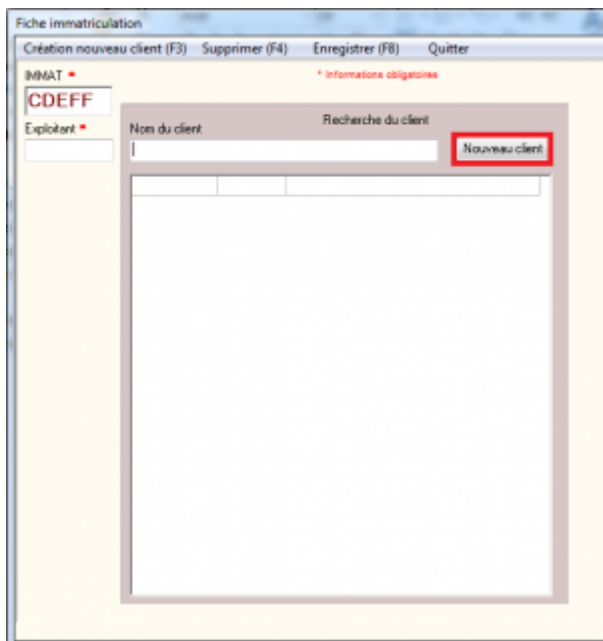 Fiche immatriculation
Création nouveau client (F3) Supprimer (F4) Enregistrer (F8) Quitter
IMMAT *
* Informations obligatoires
CDEFF
Exploitant *
Recherche du client
Nom du client
Nouveau client